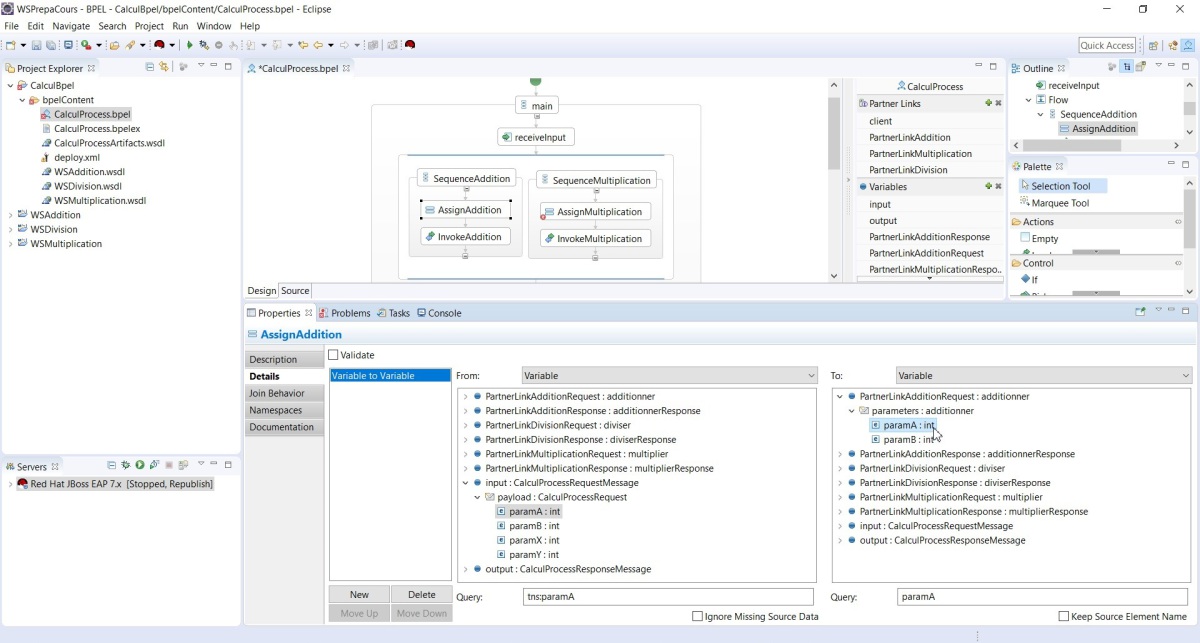 WSPrepaCours - BPEL - CalculBpel/bpelContent/CalculProcess.bpel - Eclipse
File Edit Navigate Search Project Run Window Help
Quick Access
Project Explorer
CalculBpel
bpelContent
CalculProcess.bpel
CalculProcess.bpelex
CalculProcessArtifacts.wsdl
deploy.xml
WSAddition.wsdl
WSDivision.wsdl
WSMultiplication.wsdl
WSAddition
WSDivision
WSMultiplication
Servers
Red Hat JBoss EAP 7.x [Stopped, Republish]
*CalculProcess.bpel
main
receiveInput
SequenceAddition
SequenceMultiplication
AssignAddition
AssignMultiplication
InvokeAddition
InvokeMultiplication
Design Source
CalculProcess
Partner Links
client
PartnerLinkAddition
PartnerLinkMultiplication
PartnerLinkDivision
Variables
input
output
PartnerLinkAdditionResponse
PartnerLinkAdditionRequest
PartnerLinkMultiplicationRespo..
Outline
receiveInput
Flow
SequenceAddition
AssignAddition
Palette
Selection Tool
Marquee Tool
Actions
Empty
Control
If
Properties Problems Tasks Console
AssignAddition
Description
Details
Join Behavior
Namespaces
Documentation
Validate
Variable to Variable
New Delete
Move Up Move Down
From: Variable
PartnerLinkAdditionRequest : additionner
PartnerLinkAdditionResponse : additionnerResponse
PartnerLinkDivisionRequest : diviser
PartnerLinkDivisionResponse : diviserResponse
PartnerLinkMultiplicationRequest : multiplier
PartnerLinkMultiplicationResponse : multiplierResponse
input : CalculProcessRequestMessage
payload : CalculProcessRequest
paramA : int
paramB : int
paramX : int
paramY : int
output : CalculProcessResponseMessage
Query: tns:paramA
Ignore Missing Source Data
To: Variable
PartnerLinkAdditionRequest : additionner
parameters : additionner
paramA : int
paramB : int
PartnerLinkAdditionResponse : additionnerResponse
PartnerLinkDivisionRequest : diviser
PartnerLinkDivisionResponse : diviserResponse
PartnerLinkMultiplicationRequest : multiplier
PartnerLinkMultiplicationResponse : multiplierResponse
input : CalculProcessRequestMessage
output : CalculProcessResponseMessage
Query: paramA
Keep Source Element Name